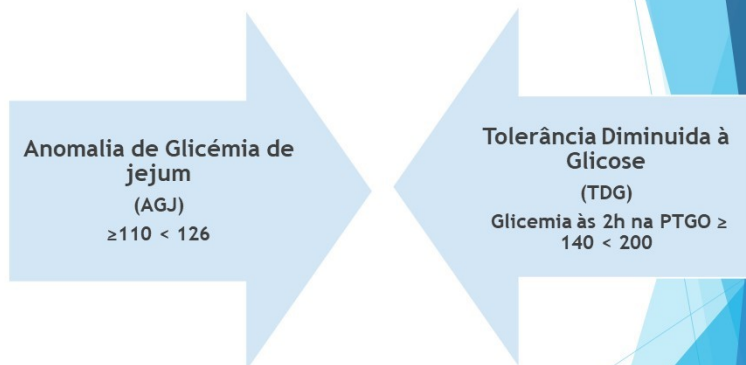 Anomalia de Glicémia de
jejum
(AGJ)
≥110 < 126
Tolerância Diminuida à
Glicose
(TDG)
Glicemia às 2h na PTGO ≥
140 < 200